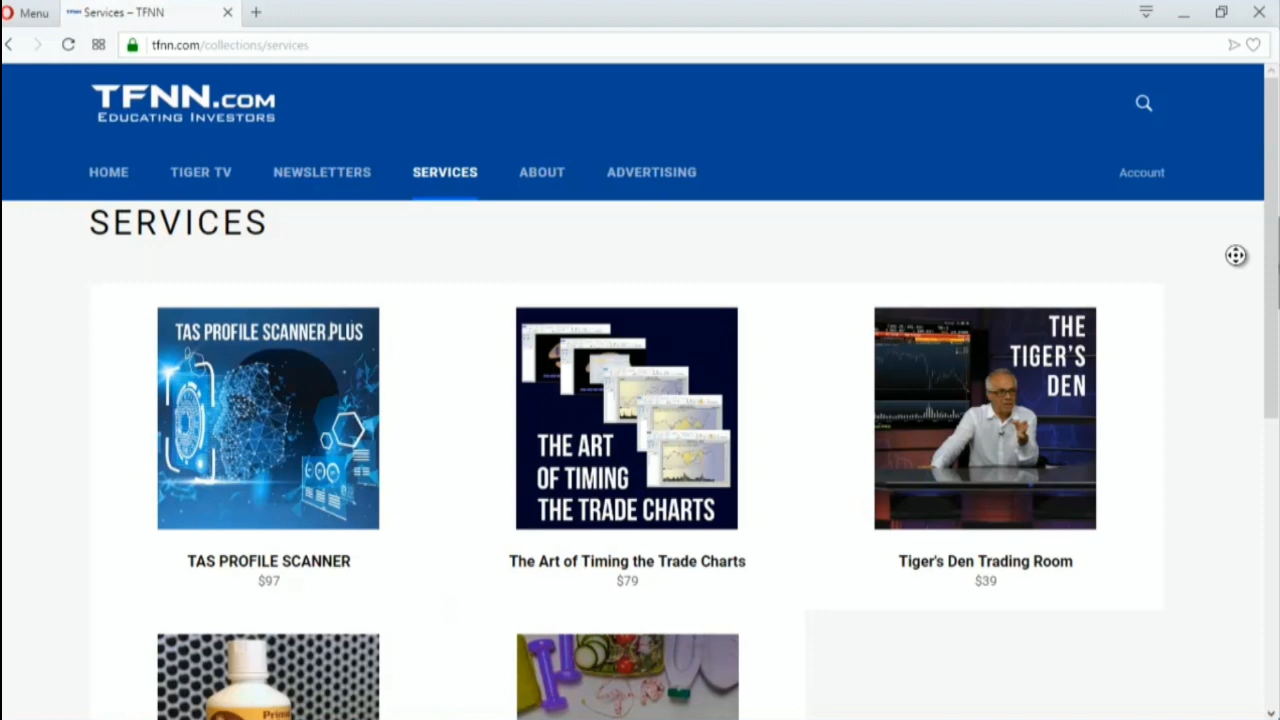 Menu
Services – TFNN
tfnn.com/collections/services
TFNN.COM
EDUCATING INVESTORS
HOME
TIGER TV
NEWSLETTERS
SERVICES
ABOUT
ADVERTISING
Account
SERVICES
TAS PROFILE SCANNER PLUS
THE ART
OF TIMING
THE TRADE CHARTS
THE
TIGER'S
DEN
TAS PROFILE SCANNER
$97
The Art of Timing the Trade Charts
$79
Tiger's Den Trading Room
$39